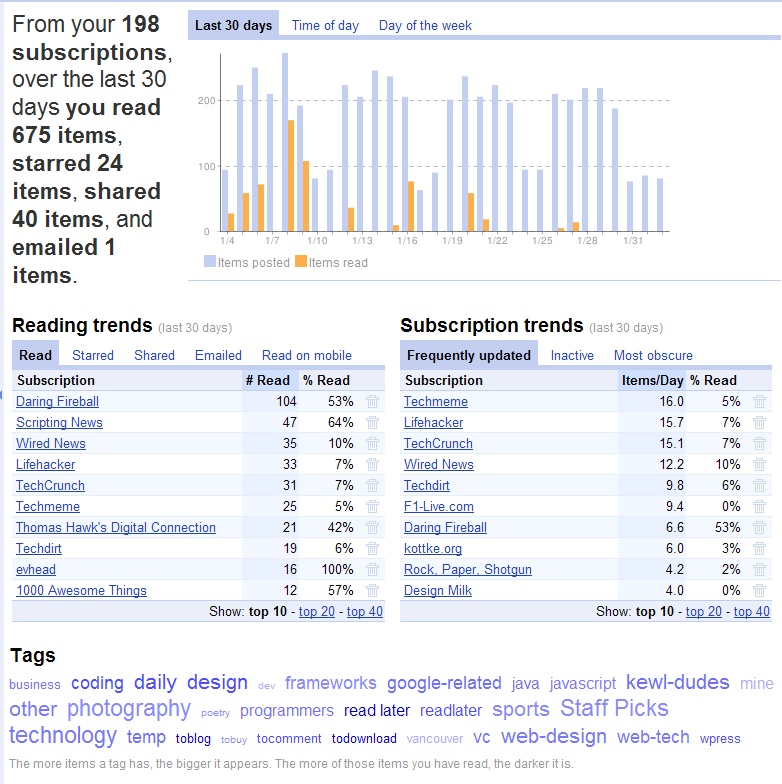 From your 198
subscriptions,
over the last 30
days you read
675 items,
starred 24
items, shared
40 items, and
emailed 1
items.
Last 30 days Time of day Day of the week
200
100
0
1/4 1/7 1/10 1/13 1/16 1/19 1/22 1/25 1/28 1/31
Items posted Items read
Reading trends (last 30 days)
Read Starred Shared Emailed Read on mobile
Subscription # Read % Read
Daring Fireball 104 53%
Scripting News 47 64%
Wired News 35 10%
Lifehacker 33 7%
TechCrunch 31 7%
Techmeme 25 5%
Thomas Hawk's Digital Connection 21 42%
Techdirt 19 6%
evhead 16 100%
1000 Awesome Things 12 57%
Show: top 10 - top 20 - top 40
Subscription trends (last 30 days)
Frequently updated Inactive Most obscure
Subscription Items/Day % Read
Techmeme 16.0 5%
Lifehacker 15.7 7%
TechCrunch 15.1 7%
Wired News 12.2 10%
Techdirt 9.8 6%
F1-Live.com 9.4 0%
Daring Fireball 6.6 53%
kottke.org 6.0 3%
Rock, Paper, Shotgun 4.2 2%
Design Milk 4.0 0%
Show: top 10 - top 20 - top 40
Tags
business coding daily design dev frameworks google-related java javascript kewl-dudes mine
other photography poetry programmers read later readlater sports Staff Picks
technology temp toblog tobuy tocomment todownload vancouver vc web-design web-tech wpress
The more items a tag has, the bigger it appears. The more of those items you have read, the darker it is.